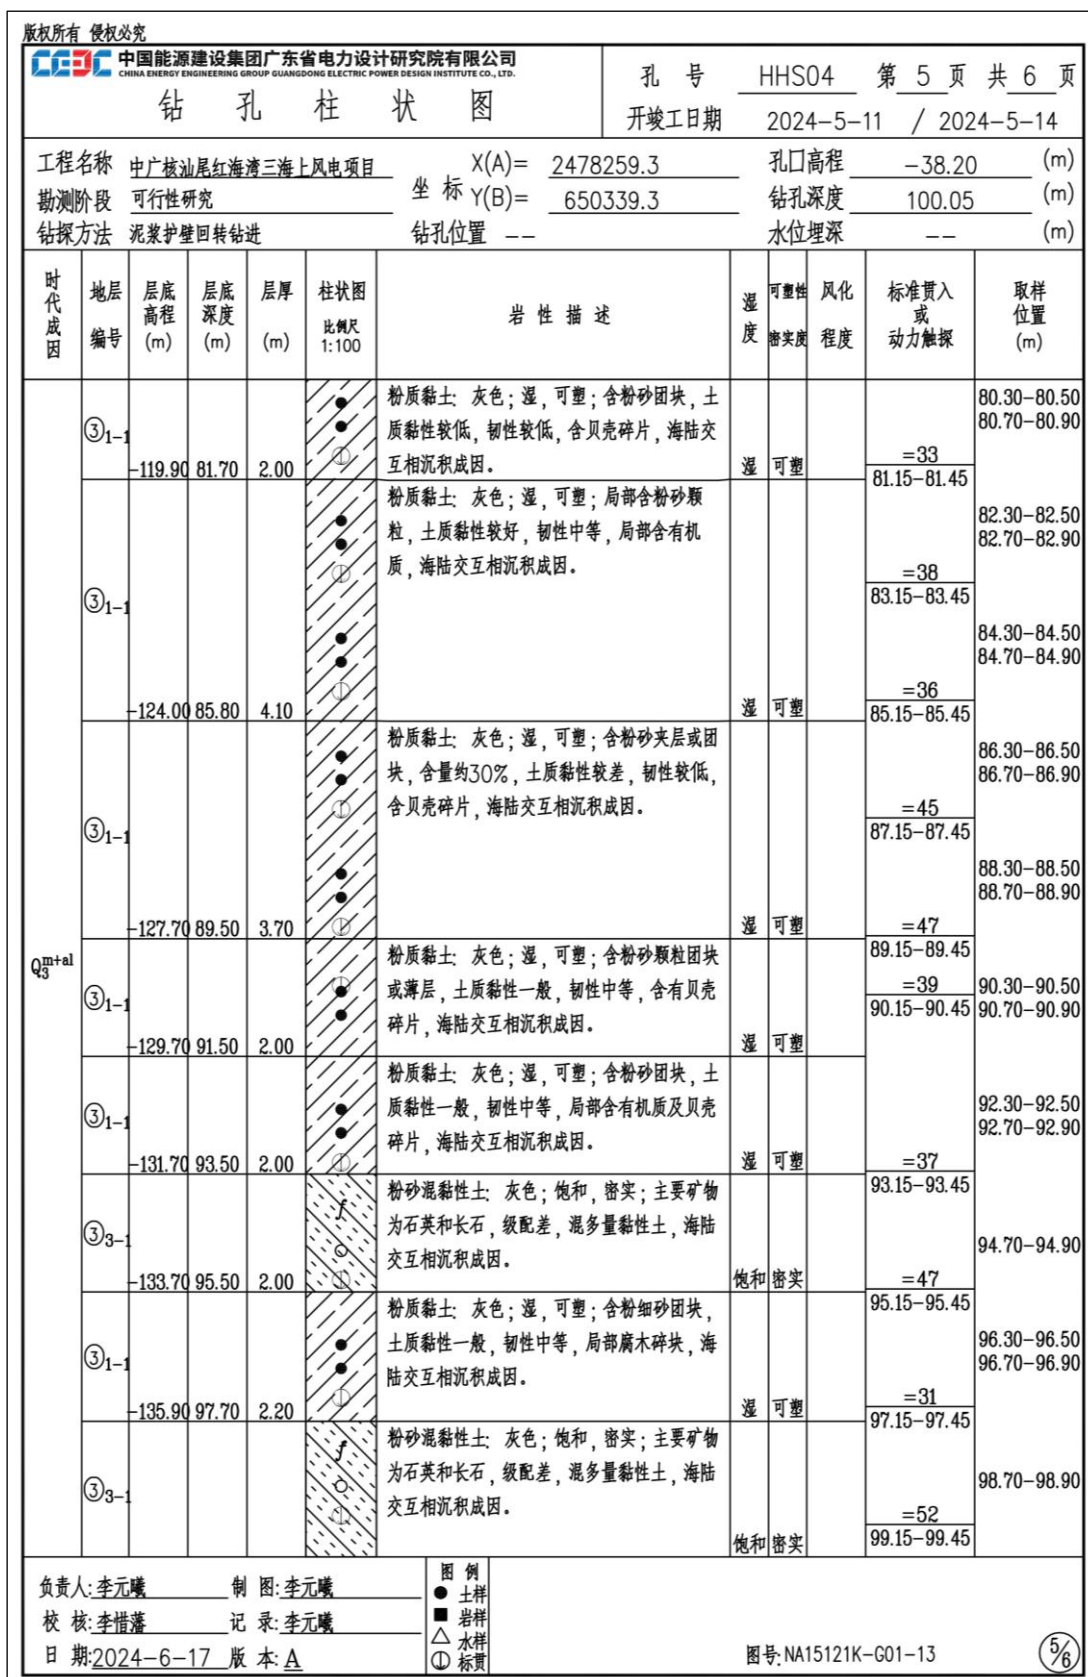 版权所有 侵权必究
CEEC 中国能源建设集团广东省电力设计研究院有限公司
CHINA ENERGY ENGINEERING GROUP GUANGDONG ELECTRIC POWER DESIGN INSTITUTE CO., LTD.
钻 孔 柱 状 图
孔 号 HHS04 第 5 页 共 6 页
开竣工日期 2024-5-11 / 2024-5-14
工程名称 中广核汕尾红海湾三海上风电项目 坐标 X(A)= 2478259.3 孔口高程 -38.20 (m)
勘测阶段 可行性研究 Y(B)= 650339.3 钻孔深度 100.05 (m)
钻探方法 泥浆护壁回转钻进 钻孔位置 -- 水位埋深 -- (m)
时代成因 地层编号 层底高程(m) 层底深度(m) 层厚(m) 柱状图 比例尺 1:100 岩 性 描 述 湿度 可塑性 密实度 风化程度 标准贯入或动力触探 取样位置(m)
Q3m+al
粉质黏土: 灰色; 湿, 可塑; 含粉砂团块, 土 80.30-80.50
③1-1 质黏性较低, 韧性较低, 含贝壳碎片, 海陆交 80.70-80.90
-119.90 81.70 2.00 互相沉积成因。 湿 可塑 =33
81.15-81.45
粉质黏土: 灰色; 湿, 可塑; 局部含粉砂颗 82.30-82.50
粒, 土质黏性较好, 韧性中等, 局部含有机 82.70-82.90
质, 海陆交互相沉积成因。 =38
③1-1 83.15-83.45
84.30-84.50
84.70-84.90
-124.00 85.80 4.10 湿 可塑 =36
85.15-85.45
粉质黏土: 灰色; 湿, 可塑; 含粉砂夹层或团 86.30-86.50
块, 含量约30%, 土质黏性较差, 韧性较低, 86.70-86.90
含贝壳碎片, 海陆交互相沉积成因。 =45
③1-1 87.15-87.45
88.30-88.50
88.70-88.90
-127.70 89.50 3.70 湿 可塑 =47
粉质黏土: 灰色; 湿, 可塑; 含粉砂颗粒团块 89.15-89.45
③1-1 或薄层, 土质黏性一般, 韧性中等, 含有贝壳 =39 90.30-90.50
碎片, 海陆交互相沉积成因。 90.15-90.45 90.70-90.90
-129.70 91.50 2.00 湿 可塑
粉质黏土: 灰色; 湿, 可塑; 含粉砂团块, 土
③1-1 质黏性一般, 韧性中等, 局部含有机质及贝壳 92.30-92.50
碎片, 海陆交互相沉积成因。 92.70-92.90
-131.70 93.50 2.00 湿 可塑 =37
粉砂混黏性土: 灰色; 饱和, 密实; 主要矿物 93.15-93.45
③3-1 为石英和长石, 级配差, 混多量黏性土, 海陆
交互相沉积成因。 94.70-94.90
-133.70 95.50 2.00 饱和 密实 =47
粉质黏土: 灰色; 湿, 可塑; 含粉细砂团块, 95.15-95.45
③1-1 土质黏性一般, 韧性中等, 局部腐木碎块, 海 96.30-96.50
陆交互相沉积成因。 96.70-96.90
-135.90 97.70 2.20 湿 可塑 =31
97.15-97.45
粉砂混黏性土: 灰色; 饱和, 密实; 主要矿物
③3-1 为石英和长石, 级配差, 混多量黏性土, 海陆 98.70-98.90
交互相沉积成因。 =52
饱和 密实 99.15-99.45
负责人: 李元曦 制 图: 李元曦
校 核: 李惜藩 记 录: 李元曦
日 期: 2024-6-17 版 本: A
图 例
● 土样
■ 岩样
△ 水样
标贯
图号: NA15121K-G01-13 5/6